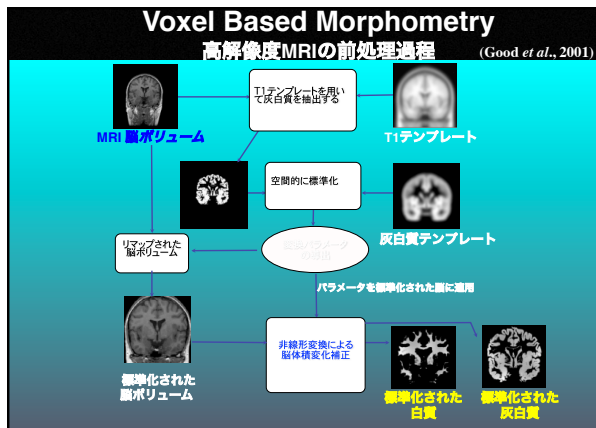 Voxel Based Morphometry
高解像度MRIの前処理過程
(Good et al., 2001)
T1テンプレートを用い
て灰白質を抽出する
MRI 脳ボリューム
T1テンプレート
空間的に標準化
灰白質テンプレート
リマップされた
脳ボリューム
パラメータ
パラメータを標準化された脳に適用
非線形変換による
脳体積変化補正
標準化された
脳ボリューム
標準化された
白質
標準化された
灰白質